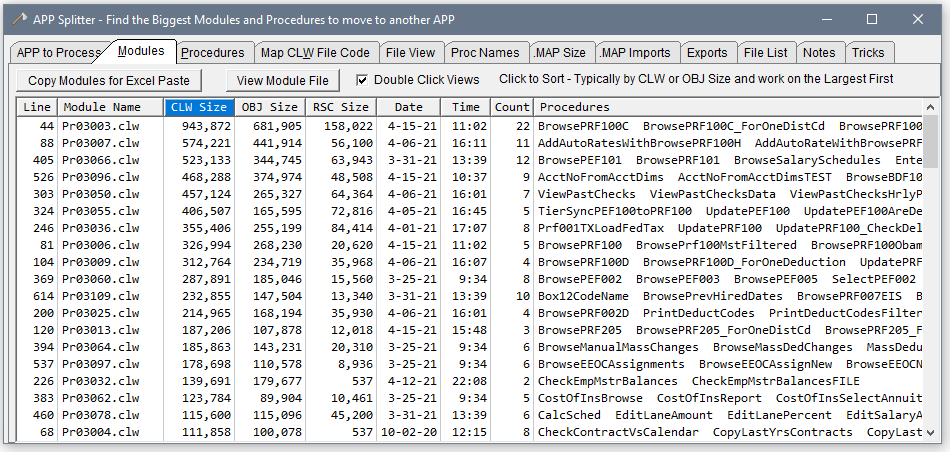 APP Splitter - Find the Biggest Modules and Procedures to move to another APP
APP to Process Modules Procedures Map CLW File Code File View Proc Names .MAP Size .MAP Imports Exports File List Notes Tricks
Copy Modules for Excel Paste View Module File Double Click Views Click to Sort - Typically by CLW or OBJ Size and work on the Largest First
Line Module Name CLW Size OBJ Size RSC Size Date Time Count Procedures
44 Pr03003.clw 943,872 681,905 158,022 4-15-21 11:02 22 BrowsePRF100C BrowsePRF100C_ForOneDistCd BrowsePRF100
88 Pr03007.clw 574,221 441,914 56,100 4-06-21 16:11 11 AddAutoRatesWithBrowsePRF100H AddAutoRateWithBrowsePRF
405 Pr03066.clw 523,133 344,745 63,943 3-31-21 13:39 12 BrowsePEF101 BrowsePRF101 BrowseSalarySchedules Ente
526 Pr03096.clw 468,288 374,974 48,508 4-15-21 10:37 9 AcctNoFromAcctDims AcctNoFromAcctDimsTEST BrowseBDF10
303 Pr03050.clw 457,124 265,327 64,364 4-06-21 16:01 7 ViewPastChecks ViewPastChecksData ViewPastChecksHrlyP
324 Pr03055.clw 406,507 165,595 72,816 4-05-21 16:45 5 TierSyncPEF100toPRF100 UpdatePEF100 UpdatePEF100AreDe
246 Pr03036.clw 355,406 255,199 84,414 4-01-21 17:07 8 Prf001TXLoadFedTax UpdatePRF100 UpdatePRF100_CheckDel
81 Pr03006.clw 326,994 268,230 20,620 4-15-21 11:02 5 BrowsePRF100 BrowsePrf100MstFiltered BrowsePRF100Obam
104 Pr03009.clw 312,764 234,719 35,968 4-06-21 16:07 4 BrowsePRF100D BrowsePRF100D_ForOneDeduction UpdatePRF
369 Pr03060.clw 287,891 185,046 15,560 3-25-21 9:34 8 BrowsePEF002 BrowsePEF003 BrowsePEF005 SelectPEF002
614 Pr03109.clw 232,855 147,504 13,340 3-31-21 13:39 10 Box12CodeName BrowsePrevHiredDates BrowsePRF007EIS B
200 Pr03025.clw 214,965 168,194 35,930 4-06-21 16:01 4 BrowsePRF002D PrintDeductCodes PrintDeductCodesFilter
120 Pr03013.clw 187,206 107,878 12,018 4-15-21 15:48 3 BrowsePRF205 BrowsePRF205_ForOneDistCd BrowsePRF205_F
394 Pr03064.clw 185,863 143,231 20,310 3-25-21 9:34 6 BrowseManualMassChanges BrowseMassDedChanges MassDedu
537 Pr03097.clw 178,698 110,578 8,936 3-25-21 9:34 6 BrowseEEOCAssignments BrowseEEOCAssignNew BrowseEEOCN
226 Pr03032.clw 139,691 179,677 537 4-12-21 22:08 2 CheckEmpMstrBalances CheckEmpMstrBalancesFILE
383 Pr03062.clw 123,784 89,904 10,461 3-25-21 9:34 5 CostOfInsBrowse CostOfInsReport CostOfInsSelectAnnuit
460 Pr03078.clw 115,600 115,096 45,200 3-31-21 13:39 6 CalcSched EditLaneAmount EditLanePercent EditSalaryA
68 Pr03004.clw 111,858 100,078 537 10-02-20 12:15 8 CheckContractVsCalendar CopyLastYrsContracts CopyLast